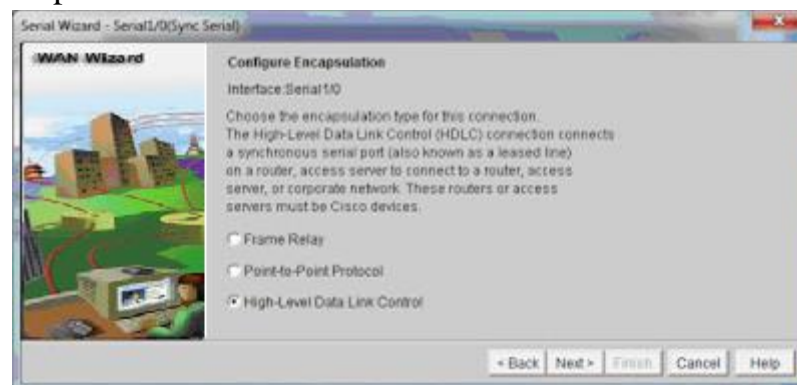 Serial Wizard - Serial1/0(Sync Serial)
WAN Wizard
Configure Encapsulation
Interface:Serial1/0
Choose the encapsulation type for this connection.
The High-Level Data Link Control (HDLC) connection connects
a synchronous serial port (also known as a leased line)
on a router, access server to connect to a router, access
server, or corporate network. These routers or access
servers must be Cisco devices.
Frame Relay
Point-to-Point Protocol
High-Level Data Link Control
< Back Next > Finish Cancel Help